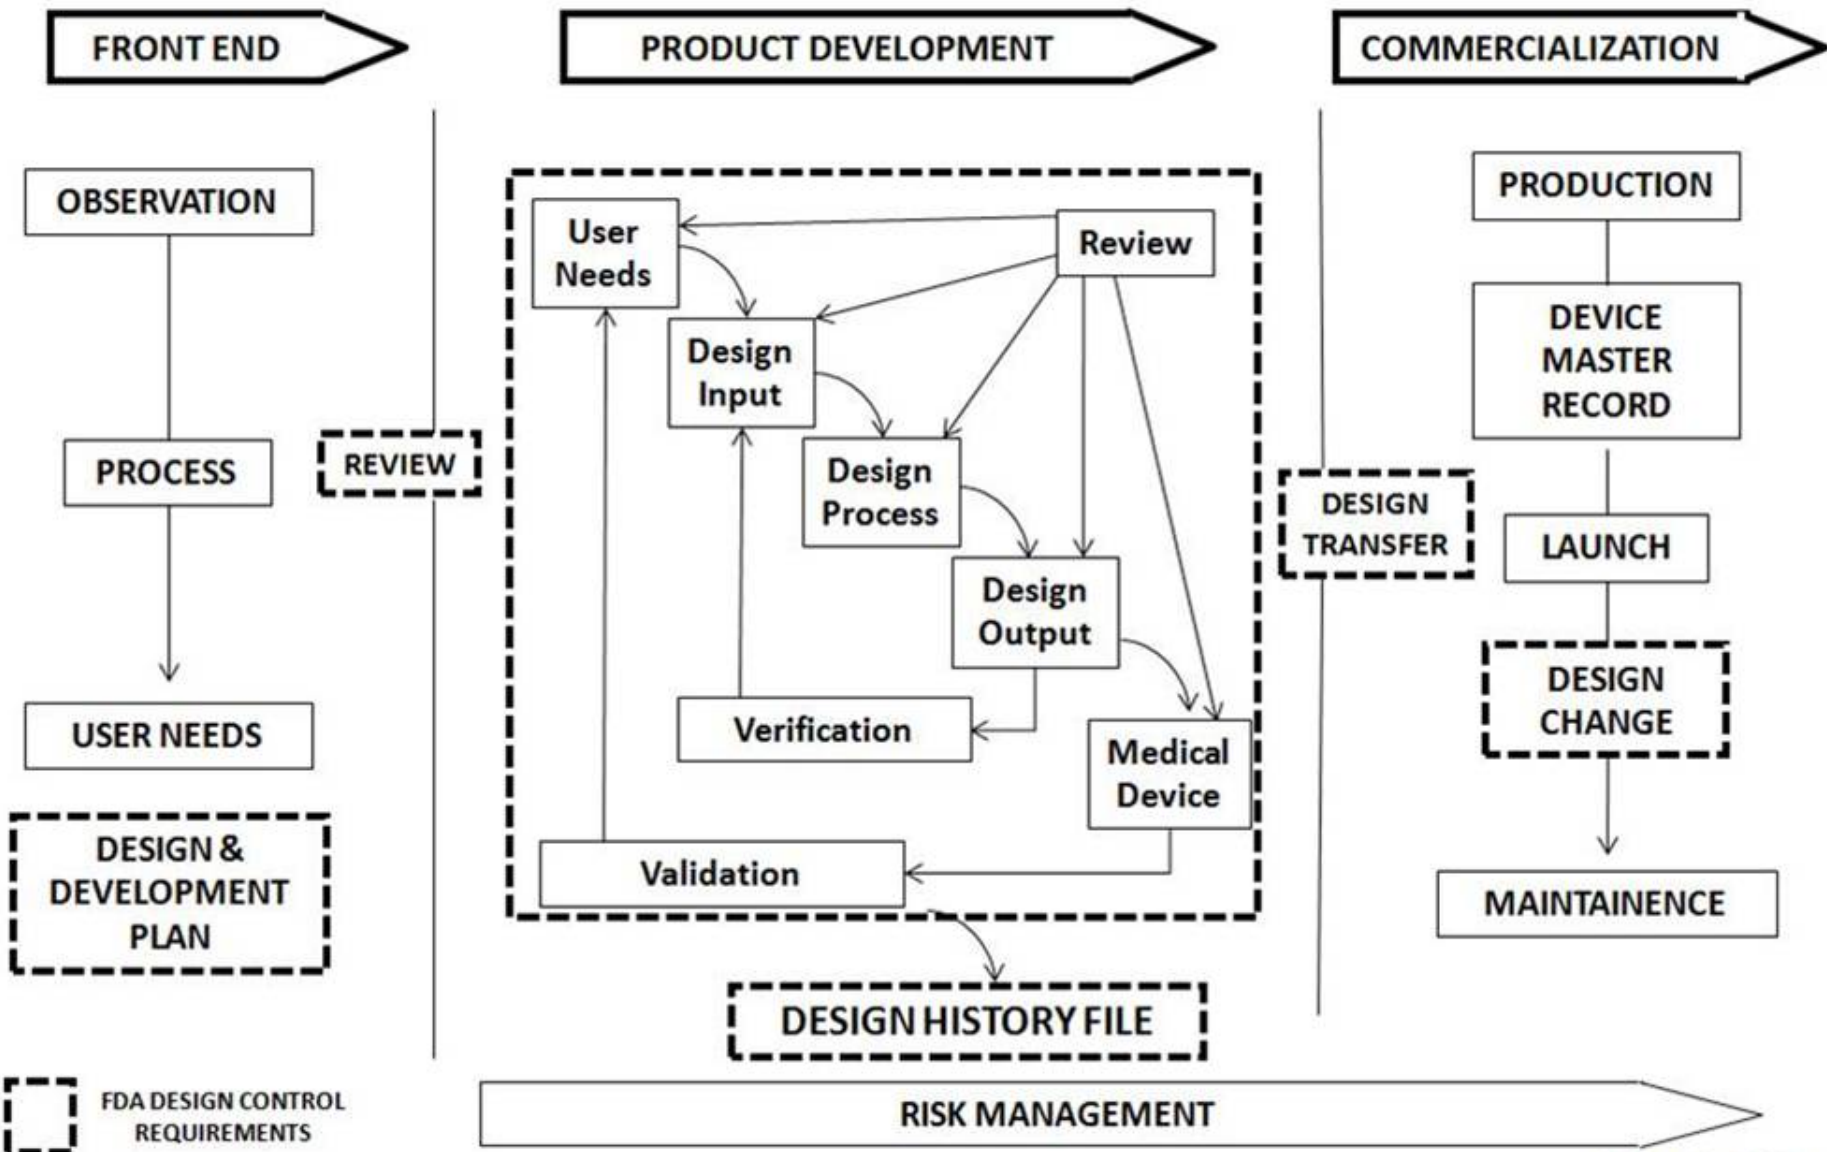 FRONT END
PRODUCT DEVELOPMENT
COMMERCIALIZATION
OBSERVATION
PROCESS
USER NEEDS
DESIGN &
DEVELOPMENT
PLAN
REVIEW
User
Needs
Review
Design
Input
Design
Process
Design
Output
Verification
Medical
Device
Validation
DESIGN HISTORY FILE
DESIGN
TRANSFER
PRODUCTION
DEVICE
MASTER
RECORD
LAUNCH
DESIGN
CHANGE
MAINTAINENCE
FDA DESIGN CONTROL
REQUIREMENTS
RISK MANAGEMENT